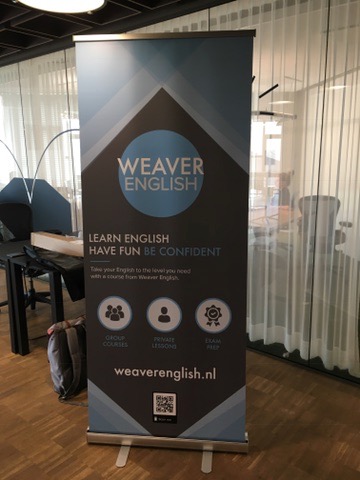 WEAVER
ENGLISH
LEARN ENGLISH
HAVE FUN BE CONFIDENT
Take your English to the level you need
with a course from Weaver English.
GROUP
COURSES
PRIVATE
LESSONS
EXAM
PREP
weaverenglish.nl